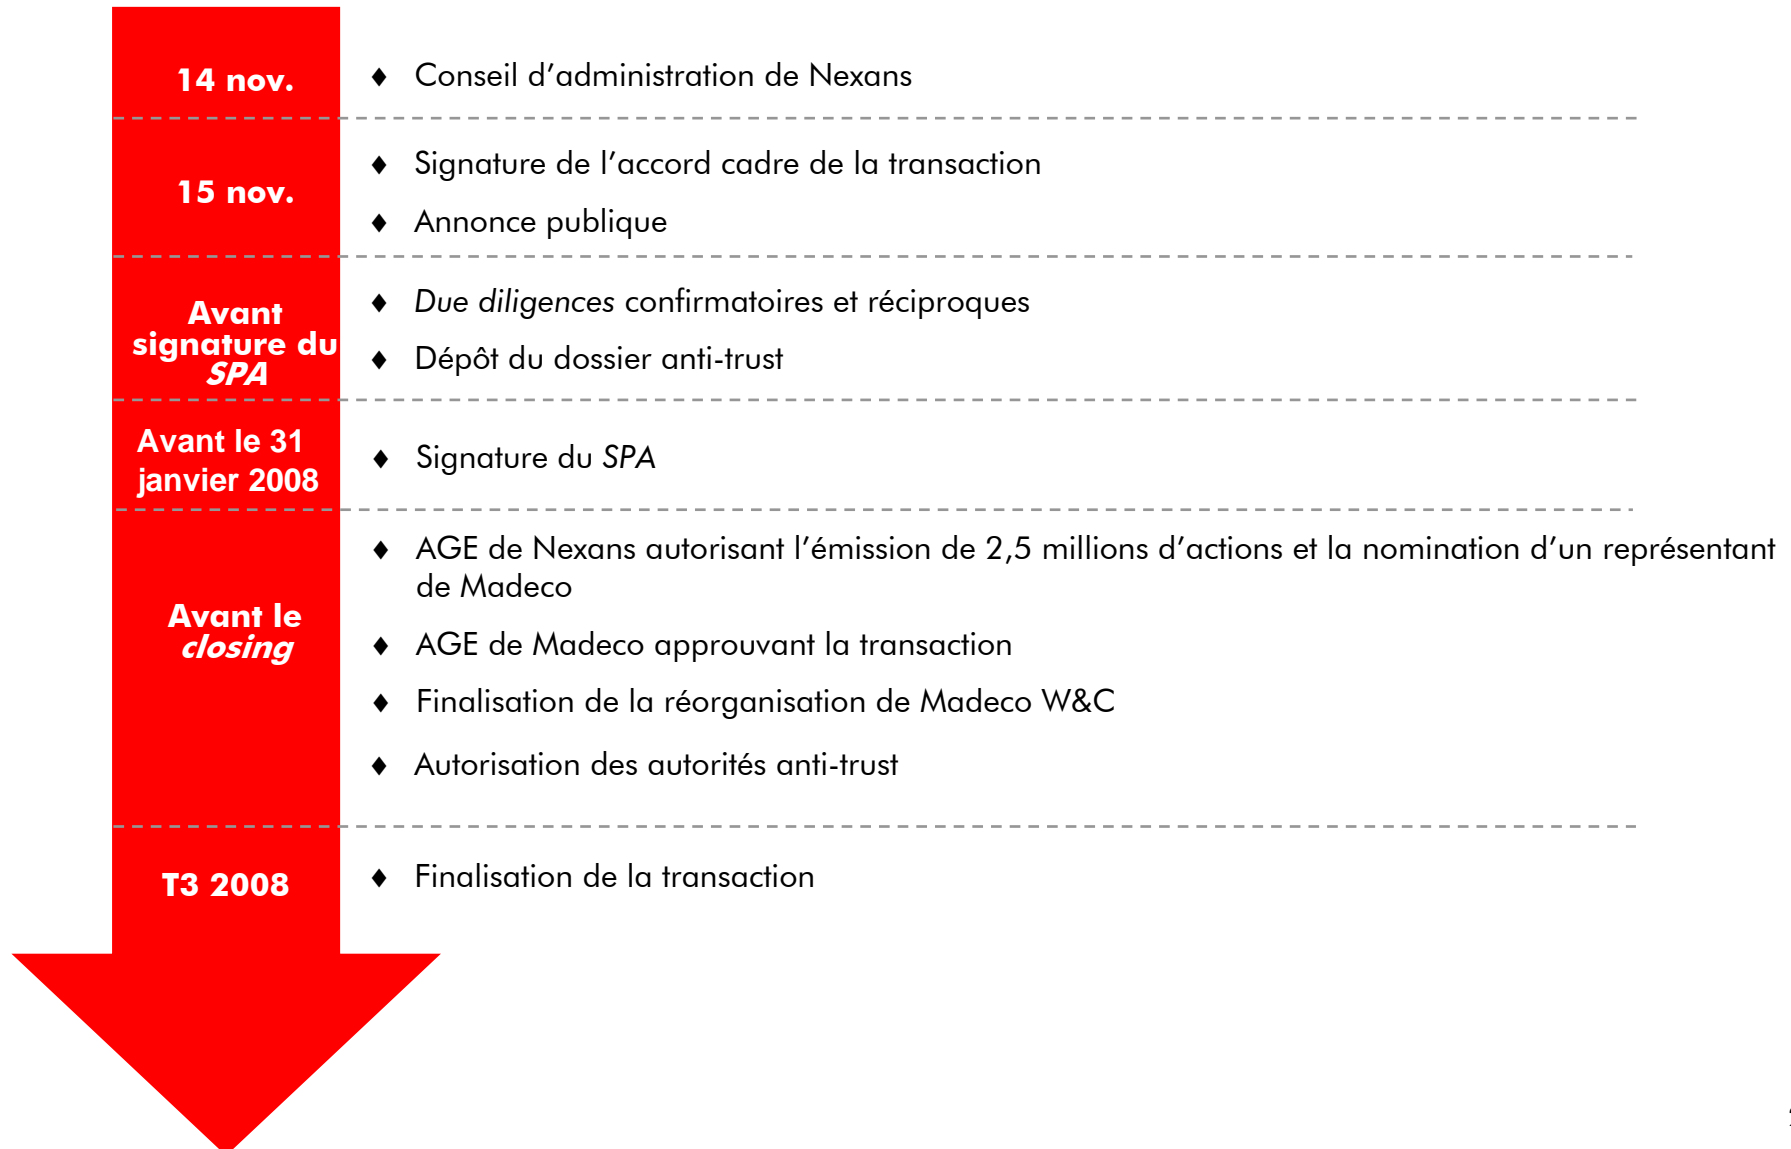 14 nov.
♦ Conseil d’administration de Nexans
15 nov.
♦ Signature de l’accord cadre de la transaction
♦ Annonce publique
Avant
signature du
SPA
♦ Due diligences confirmatoires et réciproques
♦ Dépôt du dossier anti-trust
Avant le 31
janvier 2008
♦ Signature du SPA
Avant le
closing
♦ AGE de Nexans autorisant l’émission de 2,5 millions d’actions et la nomination d’un représentant
de Madeco
♦ AGE de Madeco approuvant la transaction
♦ Finalisation de la réorganisation de Madeco W&C
♦ Autorisation des autorités anti-trust
T3 2008
♦ Finalisation de la transaction